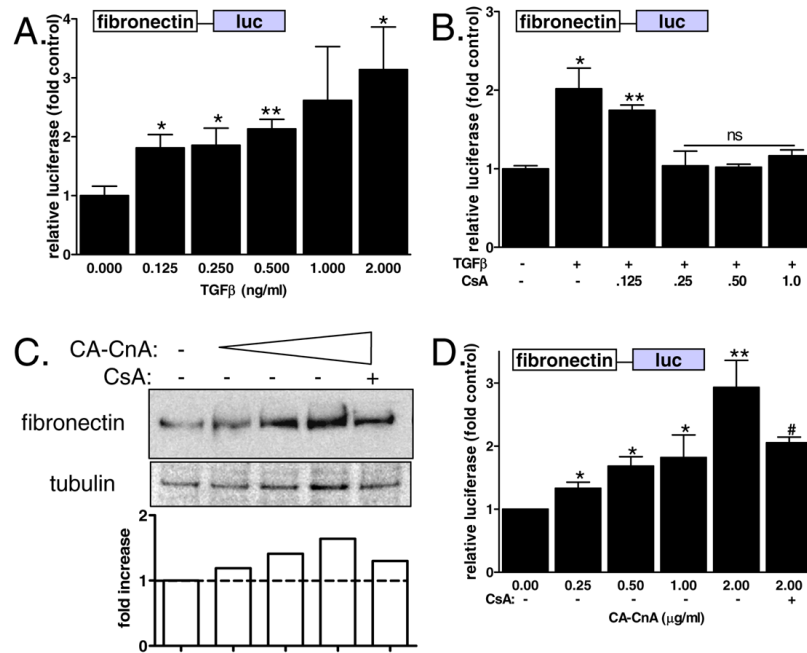 A.
fibronectin luc
relative luciferase (fold control)
4
3
2
1
0
* * ** *
0.000 0.125 0.250 0.500 1.000 2.000
TGFβ (ng/ml)
B.
fibronectin luc
relative luciferase (fold control)
3
2
1
0
* ** ns
TGFβ - + + + + +
CsA - - .125 .25 .50 1.0
C.
CA-CnA: -
CsA: - - - - +
fibronectin
tubulin
fold increase
2
1
0
D.
fibronectin luc
relative luciferase (fold control)
3
2
1
0
* * * ** #
0.00 0.25 0.50 1.00 2.00 2.00
CsA: - - - - - +
CA-CnA (μg/ml)